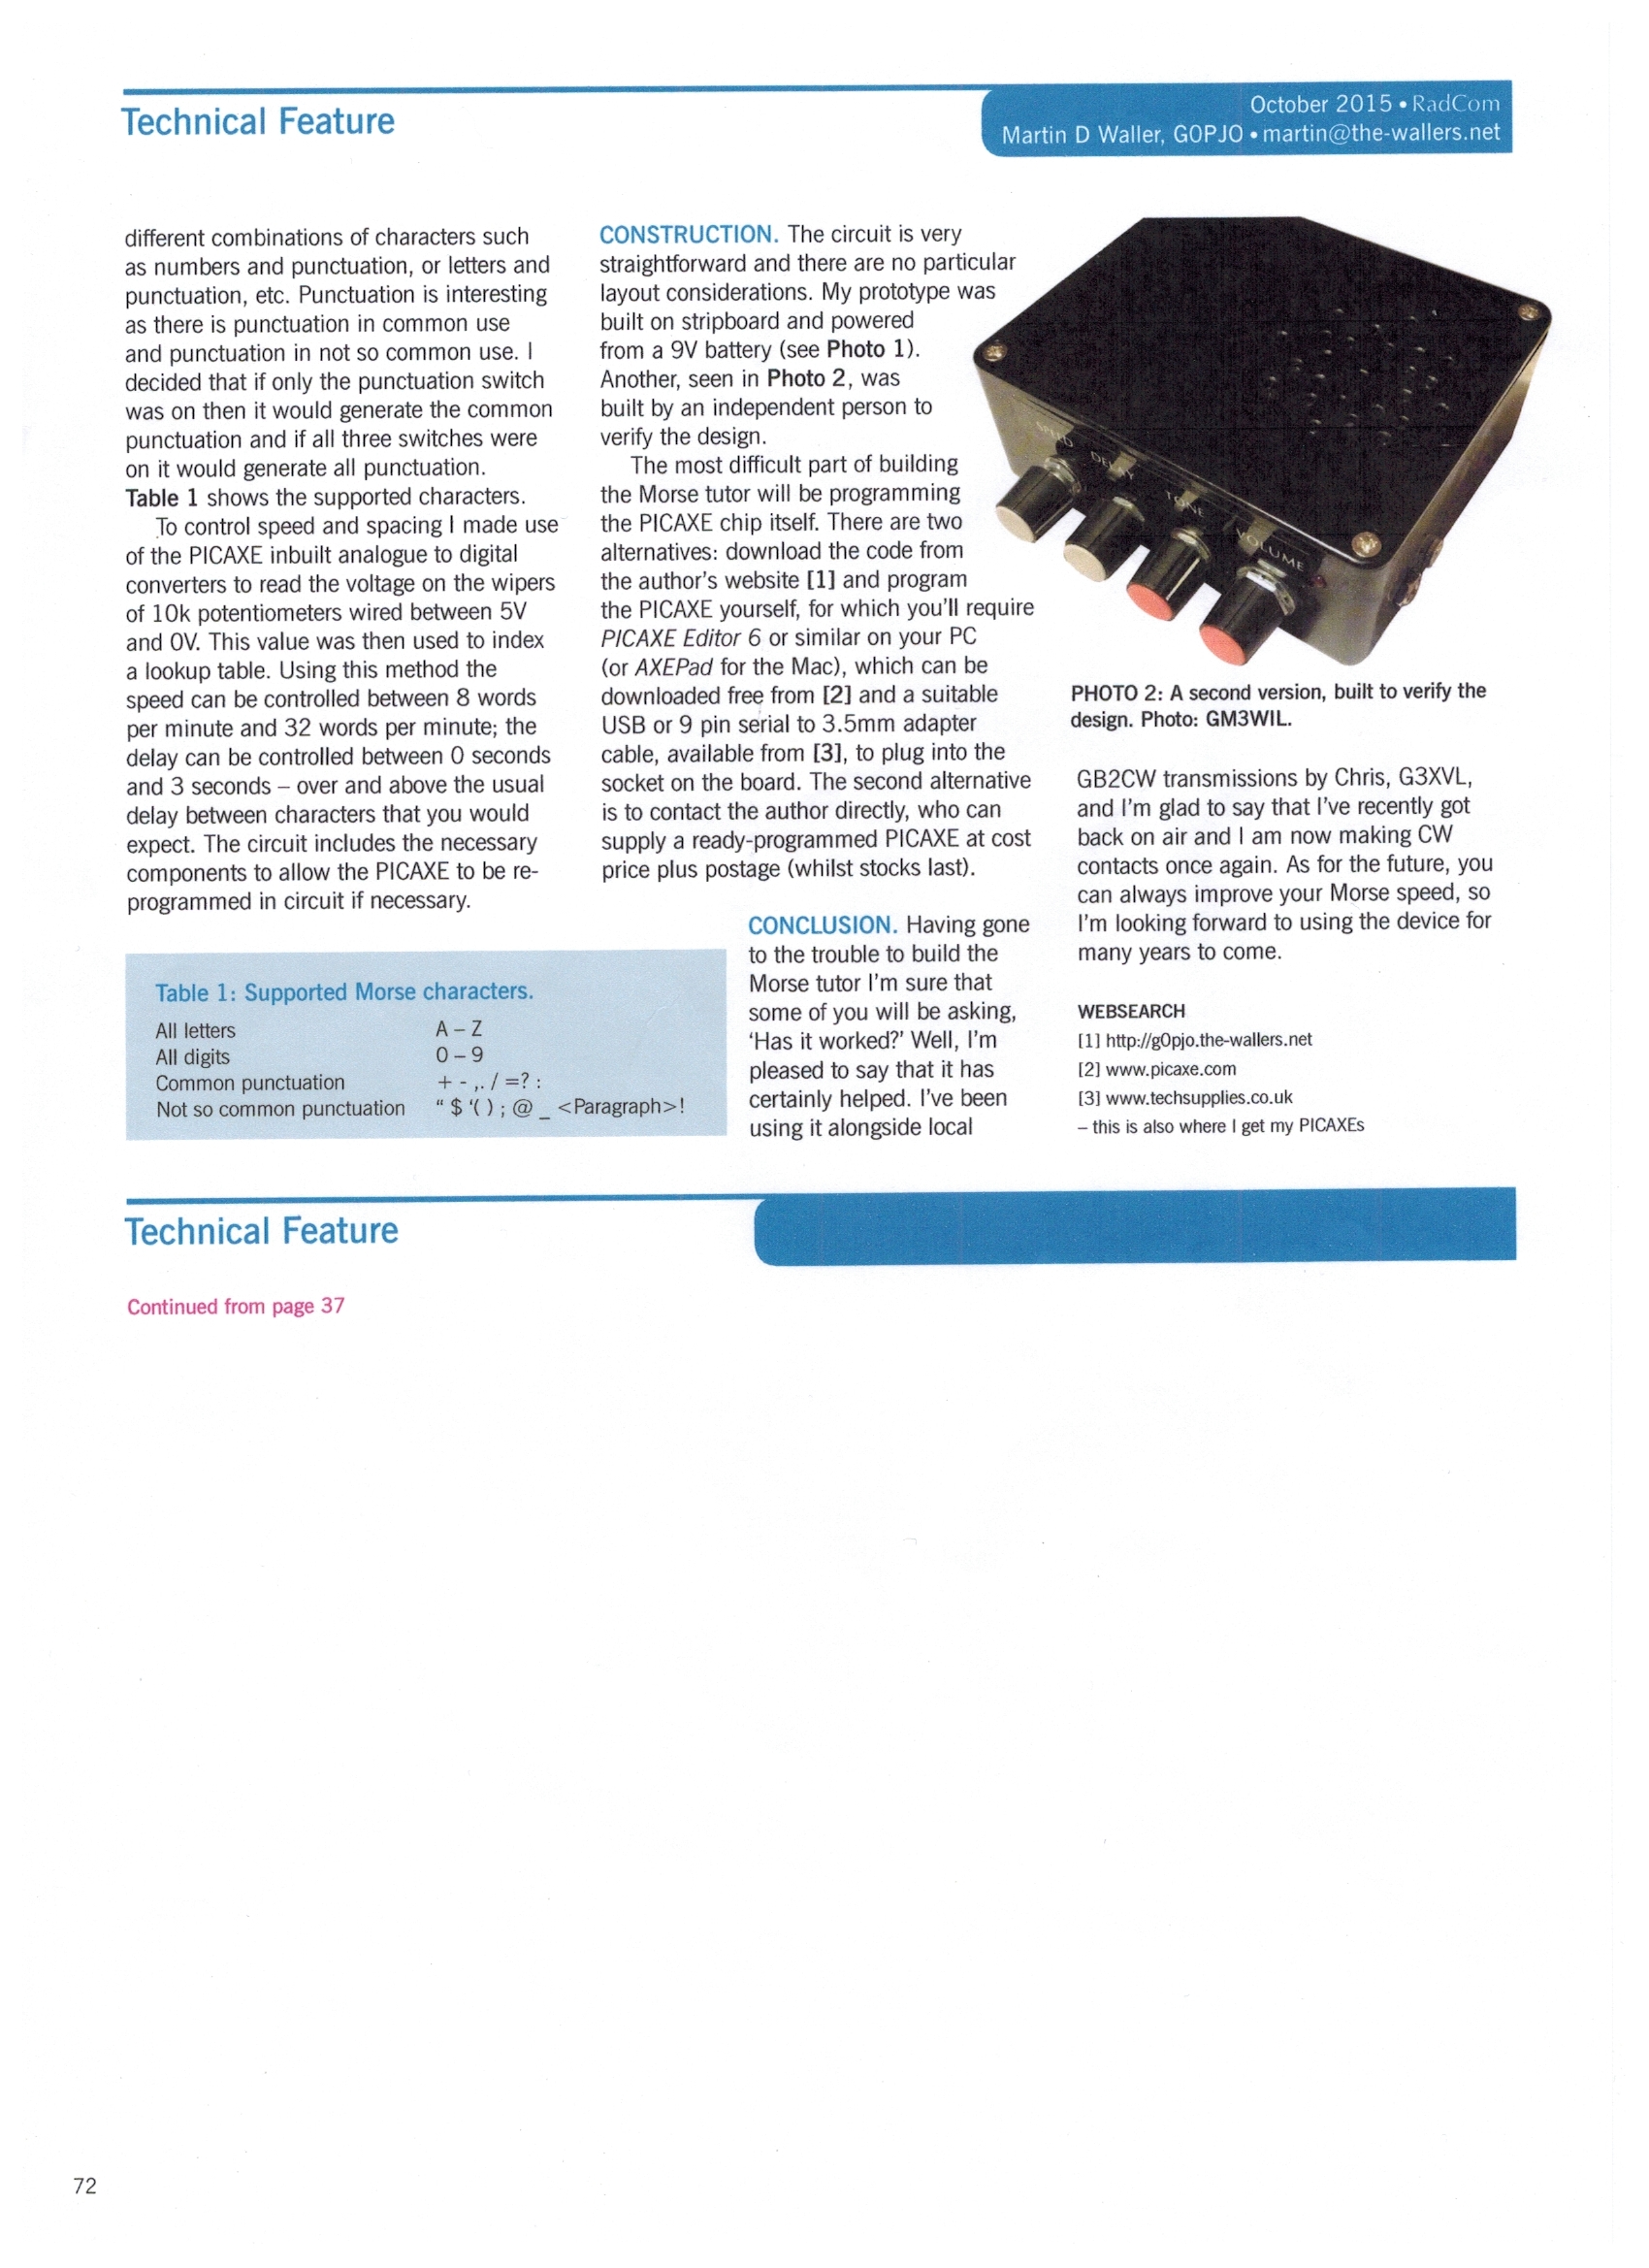 Technical Feature
October 2015 • RadCom
Martin D Waller, G0PJO • martin@the-wallers.net
different combinations of characters such
as numbers and punctuation, or letters and
punctuation, etc. Punctuation is interesting
as there is punctuation in common use
and punctuation in not so common use. I
decided that if only the punctuation switch
was on then it would generate the common
punctuation and if all three switches were
on it would generate all punctuation.
Table 1 shows the supported characters.
To control speed and spacing I made use
of the PICAXE inbuilt analogue to digital
converters to read the voltage on the wipers
of 10k potentiometers wired between 5V
and 0V. This value was then used to index
a lookup table. Using this method the
speed can be controlled between 8 words
per minute and 32 words per minute; the
delay can be controlled between 0 seconds
and 3 seconds – over and above the usual
delay between characters that you would
expect. The circuit includes the necessary
components to allow the PICAXE to be re-
programmed in circuit if necessary.
CONSTRUCTION. The circuit is very
straightforward and there are no particular
layout considerations. My prototype was
built on stripboard and powered
from a 9V battery (see Photo 1).
Another, seen in Photo 2, was
built by an independent person to
verify the design.
The most difficult part of building
the Morse tutor will be programming
the PICAXE chip itself. There are two
alternatives: download the code from
the author's website [1] and program
the PICAXE yourself, for which you'll require
PICAXE Editor 6 or similar on your PC
(or AXEPad for the Mac), which can be
downloaded free from [2] and a suitable
USB or 9 pin serial to 3.5mm adapter
cable, available from [3], to plug into the
socket on the board. The second alternative
is to contact the author directly, who can
supply a ready-programmed PICAXE at cost
price plus postage (whilst stocks last).
SPEED
DELAY
TONE
VOLUME
PHOTO 2: A second version, built to verify the
design. Photo: GM3WIL.
Table 1: Supported Morse characters.
All letters A – Z
All digits 0 – 9
Common punctuation + - ,. / =? :
Not so common punctuation “ $ ‘( ) ; @ _ <Paragraph>!
CONCLUSION. Having gone
to the trouble to build the
Morse tutor I'm sure that
some of you will be asking,
‘Has it worked?’ Well, I'm
pleased to say that it has
certainly helped. I've been
using it alongside local
GB2CW transmissions by Chris, G3XVL,
and I'm glad to say that I've recently got
back on air and I am now making CW
contacts once again. As for the future, you
can always improve your Morse speed, so
I'm looking forward to using the device for
many years to come.
WEBSEARCH
[1] http://g0pjo.the-wallers.net
[2] www.picaxe.com
[3] www.techsupplies.co.uk
– this is also where I get my PICAXEs
Technical Feature
Continued from page 37
72